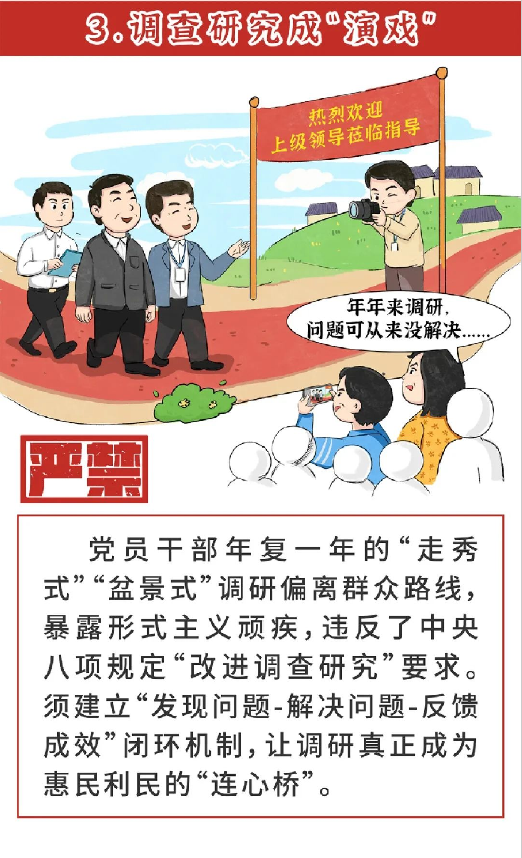 3.调查研究成“演戏”
热烈欢迎
上级领导莅临指导
年年来调研,
问题可从来没解决......
严禁
党员干部年复一年的“走秀
式”“盆景式”调研偏离群众路线,
暴露形式主义顽疾,违反了中央
八项规定“改进调查研究”要求。
须建立“发现问题-解决问题-反馈
成效”闭环机制,让调研真正成为
惠民利民的“连心桥”。